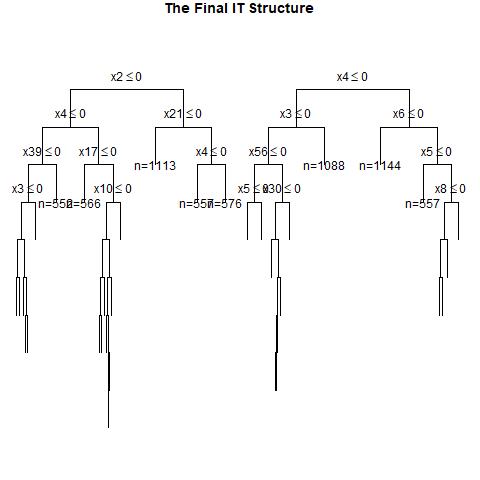 The Final IT Structure
x2 ≤ 0 x4 ≤ 0
x4 ≤ 0 x21 ≤ 0 x3 ≤ 0 x6 ≤ 0
x39 ≤ 0 x17 ≤ 0 n=1113 x4 ≤ 0 x56 ≤ 0 n=1088 n=1144 x5 ≤ 0
x3 ≤ 0 n=552 n=566 x10 ≤ 0 n=557 n=576 x5 ≤ 0 x30 ≤ 0 n=557 x8 ≤ 0